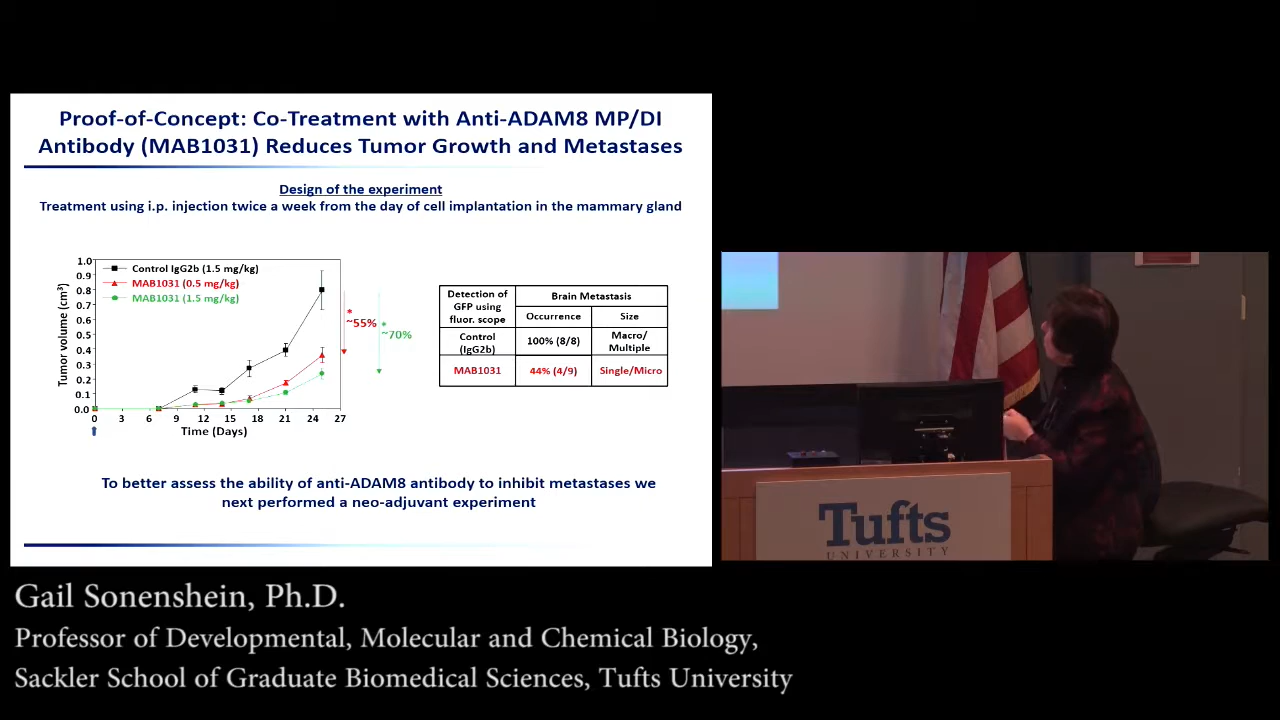 Proof-of-Concept: Co-Treatment with Anti-ADAM8 MP/DI
Antibody (MAB1031) Reduces Tumor Growth and Metastases
Design of the experiment
Treatment using i.p. injection twice a week from the day of cell implantation in the mammary gland
Tumor volume (cm³)
1.0
0.9
0.8
0.7
0.6
0.5
0.4
0.3
0.2
0.1
0.0
Control IgG2b (1.5 mg/kg)
MAB1031 (0.5 mg/kg)
MAB1031 (1.5 mg/kg)
*
~55%
*
~70%
0 3 6 9 12 15 18 21 24 27
Time (Days)
Detection of
GFP using
fluor. scope
Brain Metastasis
Occurrence Size
Control
(IgG2b)
100% (8/8)
Macro/
Multiple
MAB1031 44% (4/9) Single/Micro
To better assess the ability of anti-ADAM8 antibody to inhibit metastases we
next performed a neo-adjuvant experiment
Tufts
UNIVERSITY
Gail Sonenshein, Ph.D.
Professor of Developmental, Molecular and Chemical Biology,
Sackler School of Graduate Biomedical Sciences, Tufts University